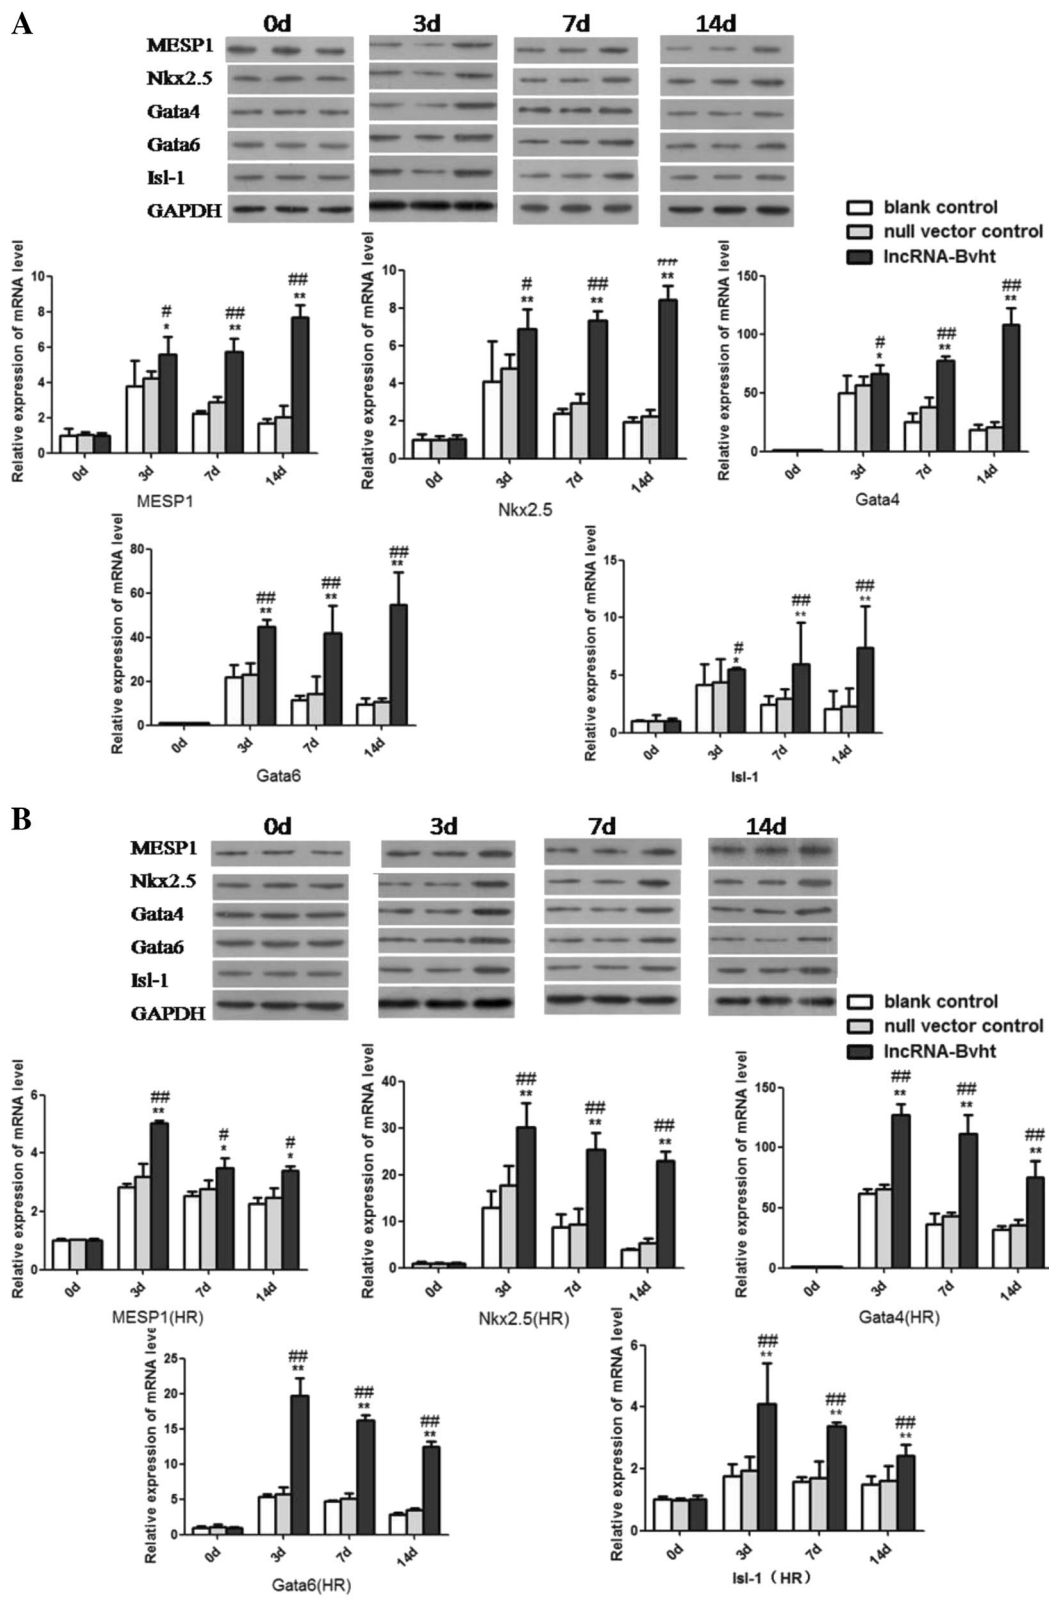 A
0d 3d 7d 14d
MESP1
Nkx2.5
Gata4
Gata6
Isl-1
GAPDH
blank control
null vector control
lncRNA-Bvht
Relative expression of mRNA level
10
8
6
4
2
0
# * ## ** ## **
0d 3d 7d 14d
MESP1
Relative expression of mRNA level
10
8
6
4
2
0
# ** ## ** ## **
0d 3d 7d 14d
Nkx2.5
Relative expression of mRNA level
150
100
50
0
# * ## ** ## **
0d 3d 7d 14d
Gata4
Relative expression of mRNA level
80
60
40
20
0
## ** ## ** ## **
0d 3d 7d 14d
Gata6
Relative expression of mRNA level
15
10
5
0
# * ## ** ## **
0d 3d 7d 14d
Isl-1
B
0d 3d 7d 14d
MESP1
Nkx2.5
Gata4
Gata6
Isl-1
GAPDH
blank control
null vector control
lncRNA-Bvht
Relative expression of mRNA level
6
4
2
0
## ** # * # *
0d 3d 7d 14d
MESP1(HR)
Relative expression of mRNA level
40
30
20
10
0
## ** ## ** ## **
0d 3d 7d 14d
Nkx2.5(HR)
Relative expression of mRNA level
150
100
50
0
## ** ## ** ## **
0d 3d 7d 14d
Gata4(HR)
Relative expression of mRNA level
25
20
15
10
5
0
## ** ## ** ## **
0d 3d 7d 14d
Gata6(HR)
Relative expression of mRNA level
6
4
2
0
## ** ## ** ## **
0d 3d 7d 14d
Isl-1（HR）